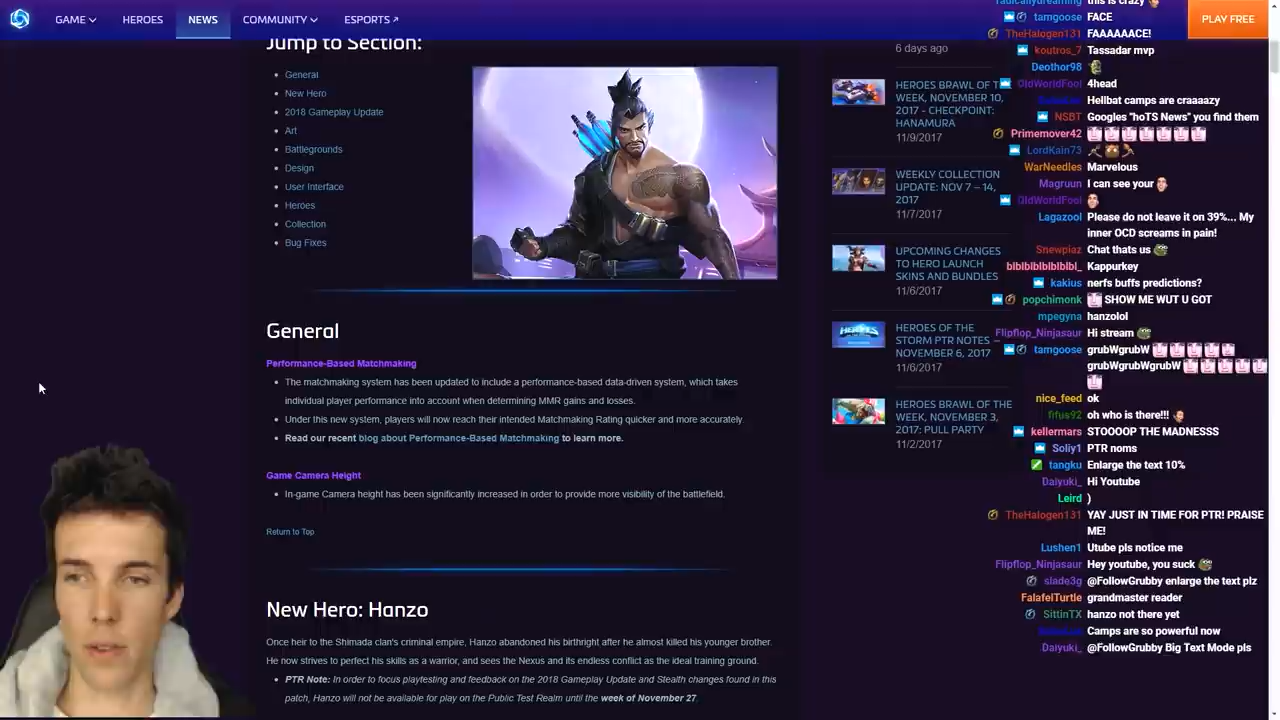 GAME
HEROES
NEWS
COMMUNITY
ESPORTS
PLAY FREE
Jump to Section:
General
New Hero
2018 Gameplay Update
Art
Battlegrounds
Design
User Interface
Heroes
Collection
Bug Fixes
General
Performance-Based Matchmaking
The matchmaking system has been updated to include a performance-based data-driven system, which takes
individual player performance into account when determining MMR gains and losses.
Under this new system, players will now reach their intended Matchmaking Rating quicker and more accurately.
Read our recent blog about Performance-Based Matchmaking to learn more.
Game Camera Height
In-game Camera height has been significantly increased in order to provide more visibility of the battlefield.
Return to Top
New Hero: Hanzo
Once heir to the Shimada clan's criminal empire, Hanzo abandoned his birthright after he almost killed his younger brother.
He now strives to perfect his skills as a warrior, and sees the Nexus and its endless conflict as the ideal training ground.
PTR Note: In order to focus playtesting and feedback on the 2018 Gameplay Update and Stealth changes found in this
patch, Hanzo will not be available for play on the Public Test Realm until the week of November 27.
6 days ago
HEROES BRAWL OF
WEEK, NOVEMBER 10,
2017 - CHECKPOINT:
HANAMURA
11/9/2017
WEEKLY COLLECTION
UPDATE: NOV 7 – 14,
2017
11/7/2017
UPCOMING CHANGES
TO HERO LAUNCH
SKINS AND BUNDLES
11/6/2017
HEROES
HEROES OF THE
STORM PTR NOTES –
NOVEMBER 6, 2017
11/6/2017
HEROES BRAWL OF THE
WEEK, NOVEMBER 3,
2017: PULL PARTY
11/2/2017
this is crazy
tamgoose FACE
TheHalogen131 FAAAAAACE!
koutros_7 Tassadar mvp
Deothor98
OldWorldFool 4head
Hellbat camps are craaaazy
NSBT Googles "hoTS News" you find them
Primemover42
LordKain73
WarNeedles Marvelous
Magruun I can see your
OldWorldFool
Lagazool Please do not leave it on 39%... My
inner OCD screams in pain!
Snewpiaz Chat thats us
blblblblblblblbl_ Kappurkey
kakius nerfs buffs predictions?
popchimonk SHOW ME WUT U GOT
mpegyna hanzolol
Flipflop_Ninjasaur Hi stream
tamgoose grubWgrubW
grubWgrubWgrubW
nice_feed ok
fifus92 oh who is there!!!
kellermars STOOOOP THE MADNESSS
Soliy1 PTR noms
tangku Enlarge the text 10%
Daiyuki_ Hi Youtube
Leird )
TheHalogen131 YAY JUST IN TIME FOR PTR! PRAISE
ME!
Lushen1 Utube pls notice me
Flipflop_Ninjasaur Hey youtube, you suck
slade3g @FollowGrubby enlarge the text plz
FalafelTurtle grandmaster reader
SittinTX hanzo not there yet
Camps are so powerful now
Daiyuki_ @FollowGrubby Big Text Mode pls